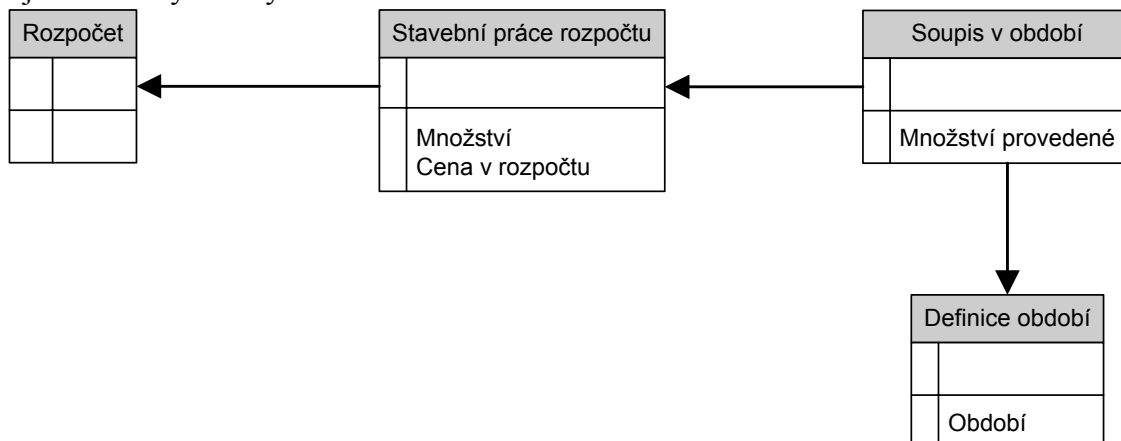 Rozpočet
Stavební práce rozpočtu
Soupis v období
Množství
Cena v rozpočtu
Množství provedené
Definice období
Období